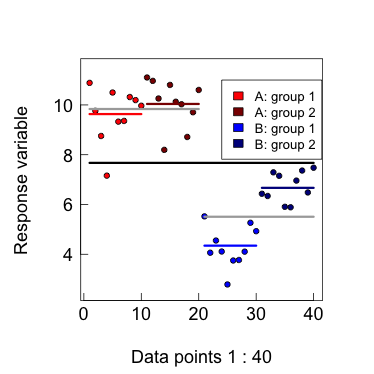 Response variable
10
8
6
4
A: group 1
A: group 2
B: group 1
B: group 2
0 10 20 30 40
Data points 1 : 40